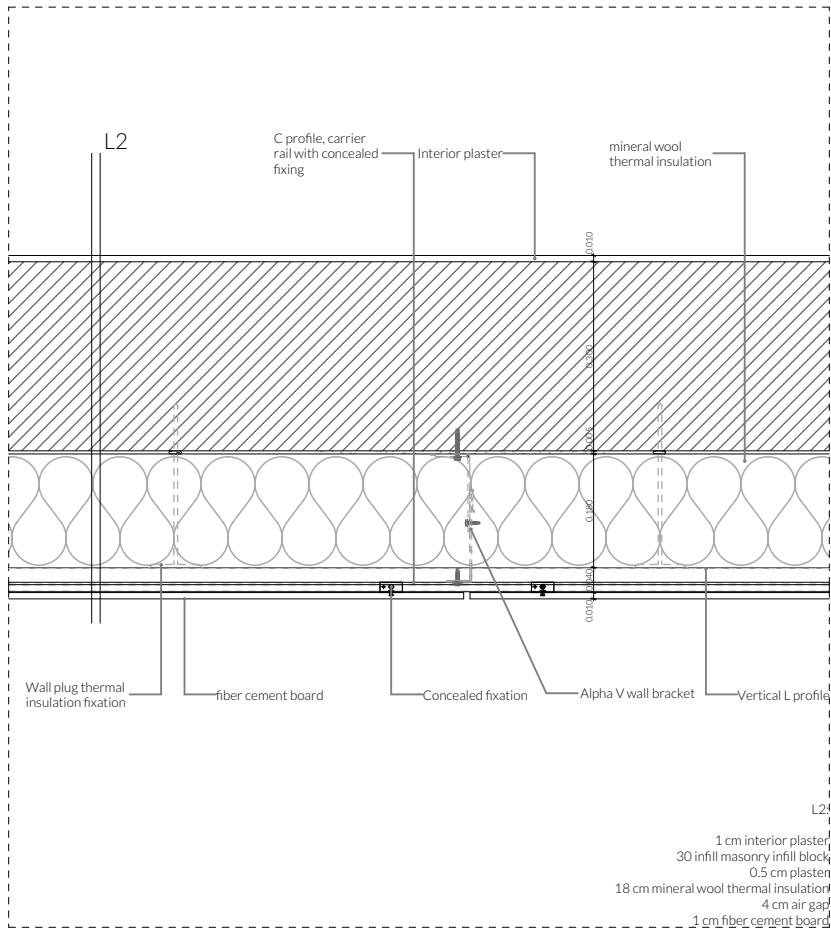 L2
C profile, carrier
rail with concealed
fixing
Interior plaster
mineral wool
thermal insulation
0.010
0.300
0.005
0.180
0.040
0.010
Wall plug thermal
insulation fixation
fiber cement board
Concealed fixation
Alpha V wall bracket
Vertical L profile
L2:
1 cm interior plaster
30 infill masonry infill block
0.5 cm plaster
18 cm mineral wool thermal insulation
4 cm air gap
1 cm fiber cement board